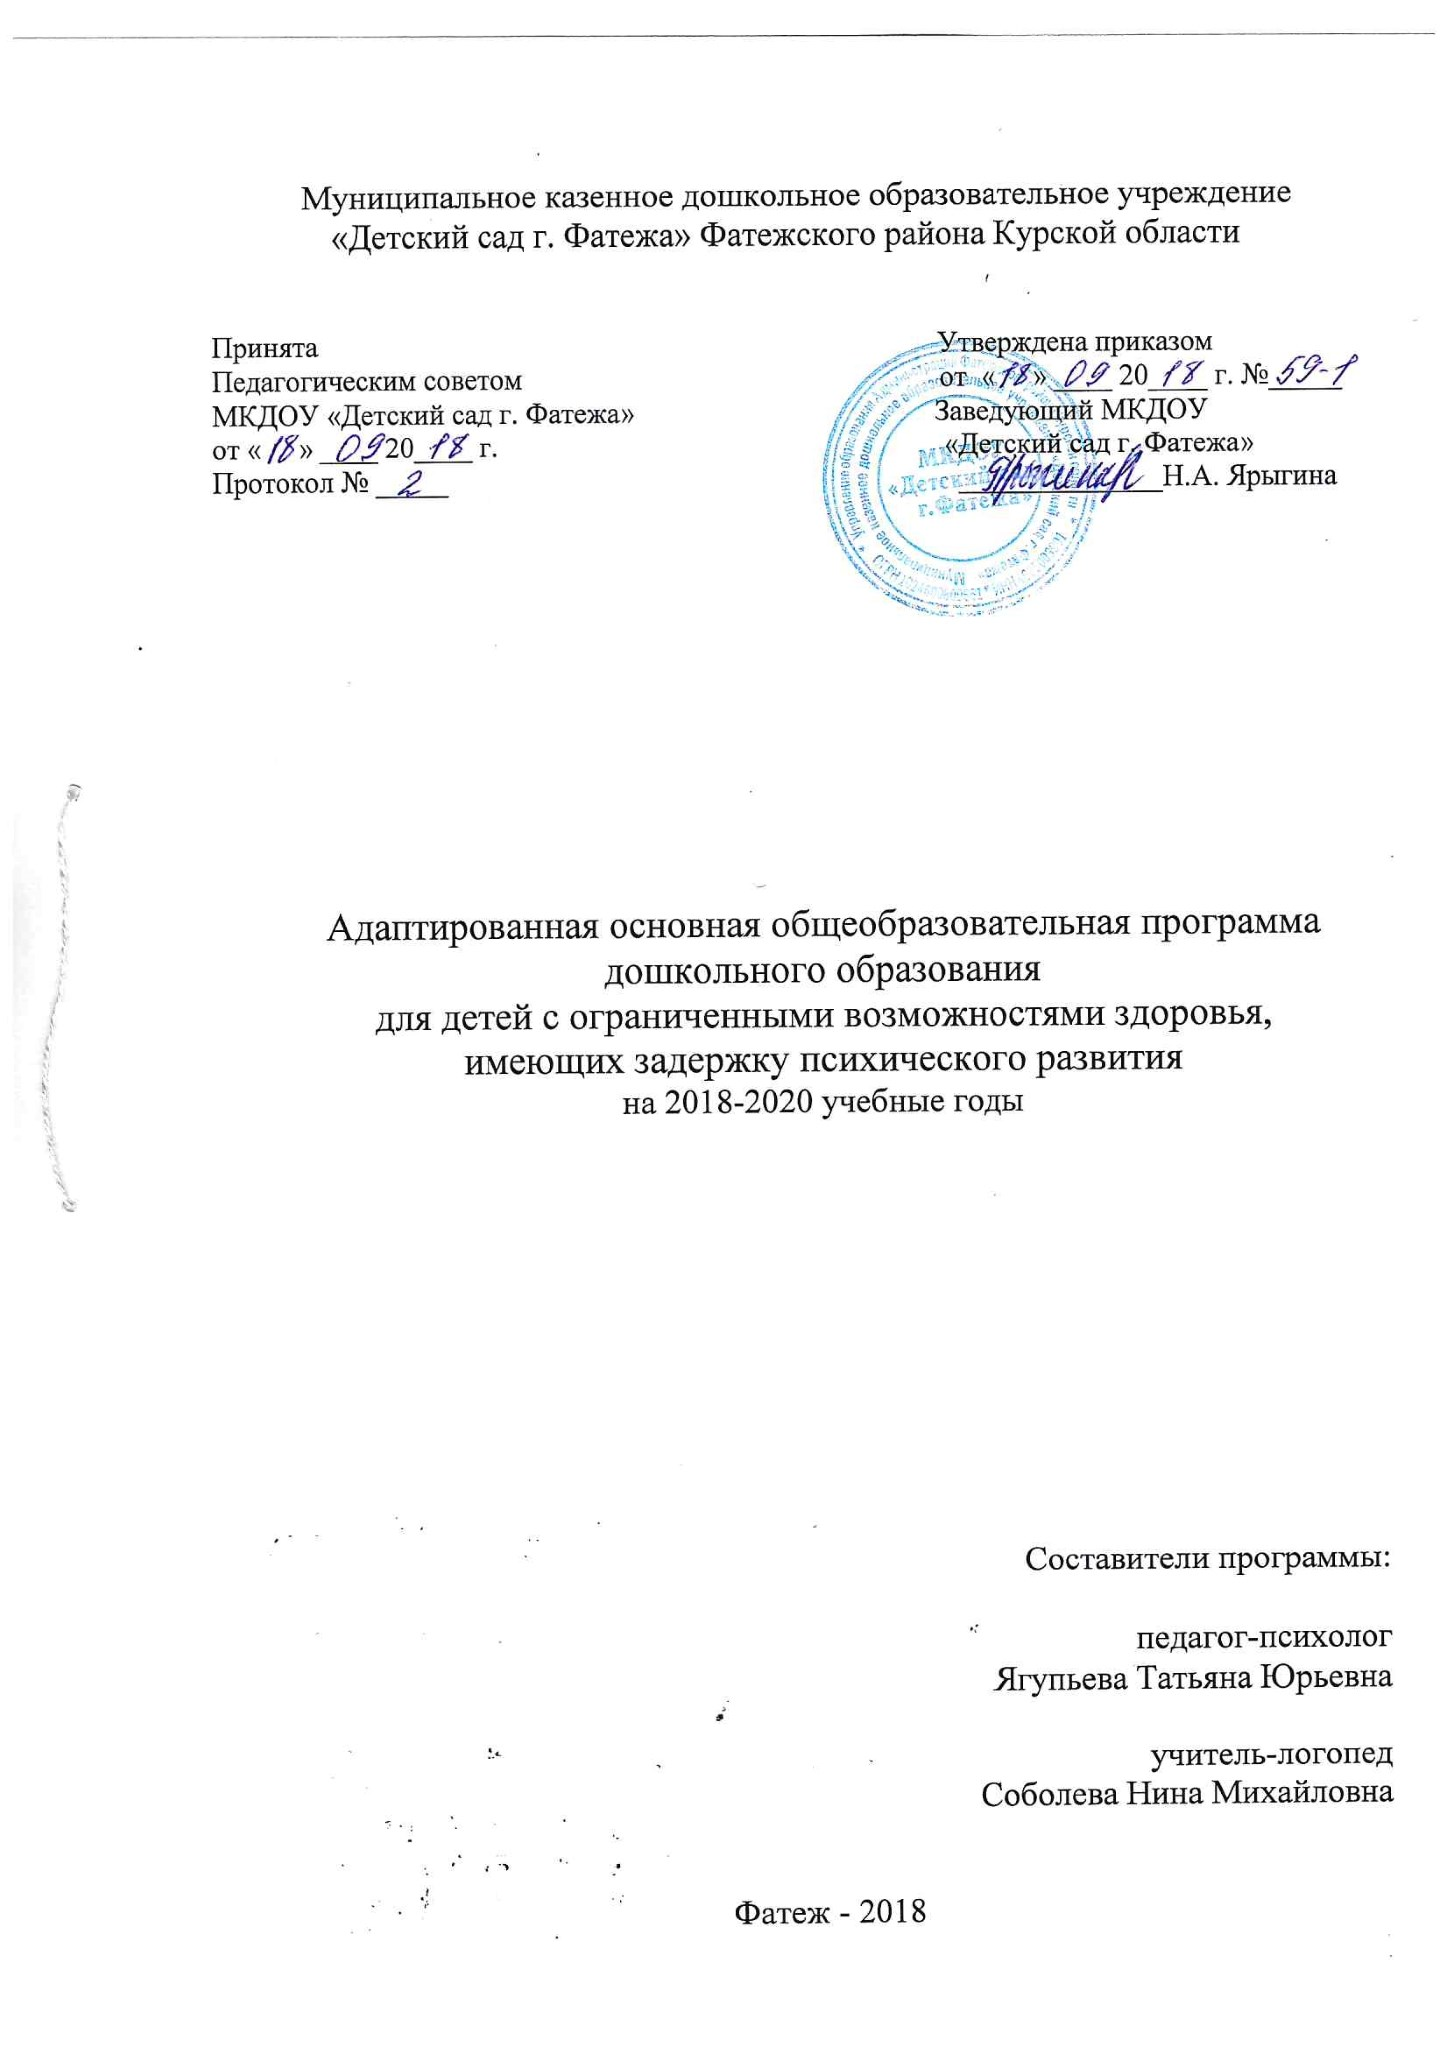 Муниципальное казенное дошкольное образовательное учреждение
«Детский сад г. Фатежа» Фатежского района Курской области
Принята
Педагогическим советом
МКДОУ «Детский сад г. Фатежа»
от « 18 » 09 20 18 г.
Протокол № 2
Утверждена приказом
от « 18 » 09 20 18 г. № 59-1
Заведующий МКДОУ
«Детский сад г. Фатежа»
Н.А. Ярыгина
МКДОУ
«Детский
г.Фатежа»
Адаптированная основная общеобразовательная программа
дошкольного образования
для детей с ограниченными возможностями здоровья,
имеющих задержку психического развития
на 2018-2020 учебные годы
Составители программы:
педагог-психолог
Ягупьева Татьяна Юрьевна
учитель-логопед
Соболева Нина Михайловна
Фатеж - 2018